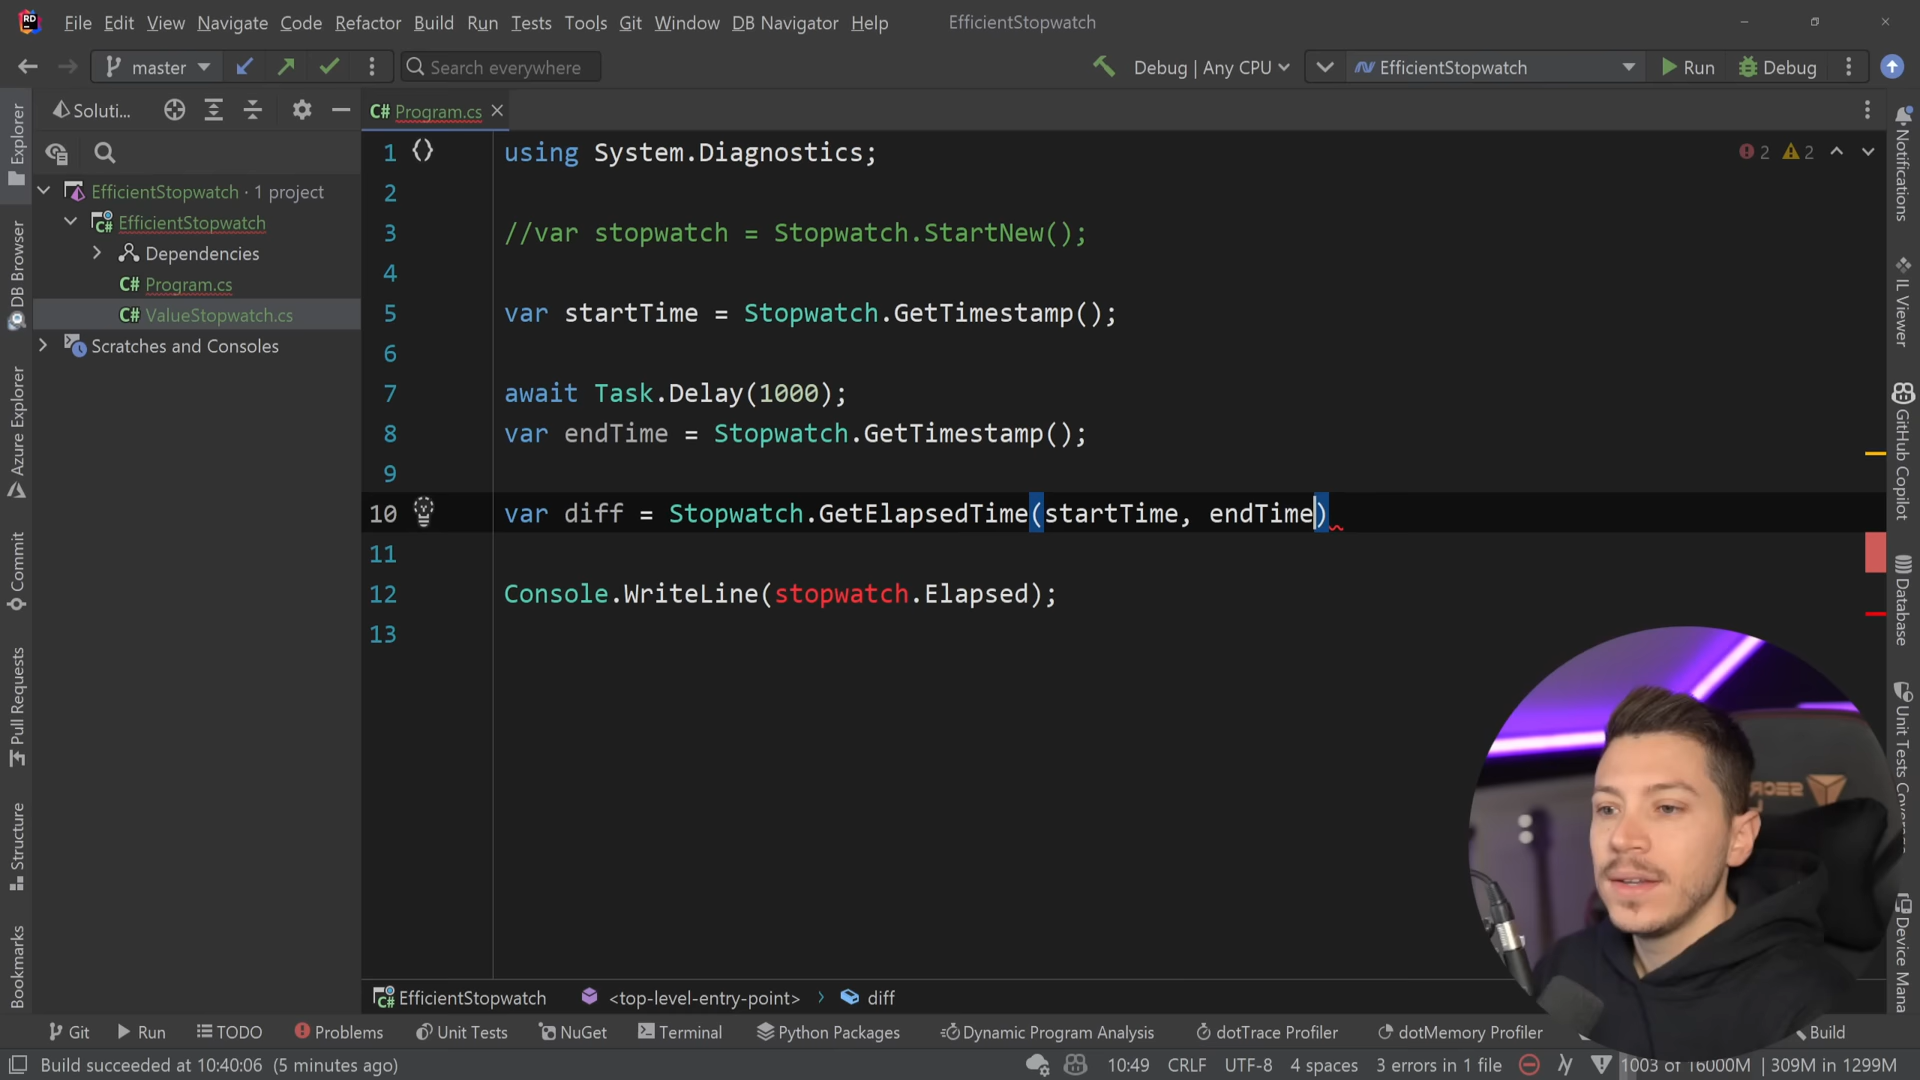 File Edit View Navigate Code Refactor Build Run Tests Tools Git Window DB Navigator Help EfficientStopwatch
master Search everywhere Debug | Any CPU EfficientStopwatch Run Debug
Explorer
DB Browser
Azure Explorer
Commit
Pull Requests
Structure
Bookmarks
Soluti...
EfficientStopwatch · 1 project
EfficientStopwatch
Dependencies
C# Program.cs
C# ValueStopwatch.cs
Scratches and Consoles
C# Program.cs
2 2
1 using System.Diagnostics;
2
3 //var stopwatch = Stopwatch.StartNew();
4
5 var startTime = Stopwatch.GetTimestamp();
6
7 await Task.Delay(1000);
8 var endTime = Stopwatch.GetTimestamp();
9
10 var diff = Stopwatch.GetElapsedTime(startTime, endTime)
11
12 Console.WriteLine(stopwatch.Elapsed);
13
Notifications
IL Viewer
GitHub Copilot
Database
Unit Tests
Device Mana
EfficientStopwatch <top-level-entry-point> › diff
Git Run TODO Problems Unit Tests NuGet Terminal Python Packages Dynamic Program Analysis dotTrace Profiler dotMemory Profiler Build
Build succeeded at 10:40:06 (5 minutes ago) 10:49 CRLF UTF-8 4 spaces 3 errors in 1 file 1003 of 16000M 309M in 1299M